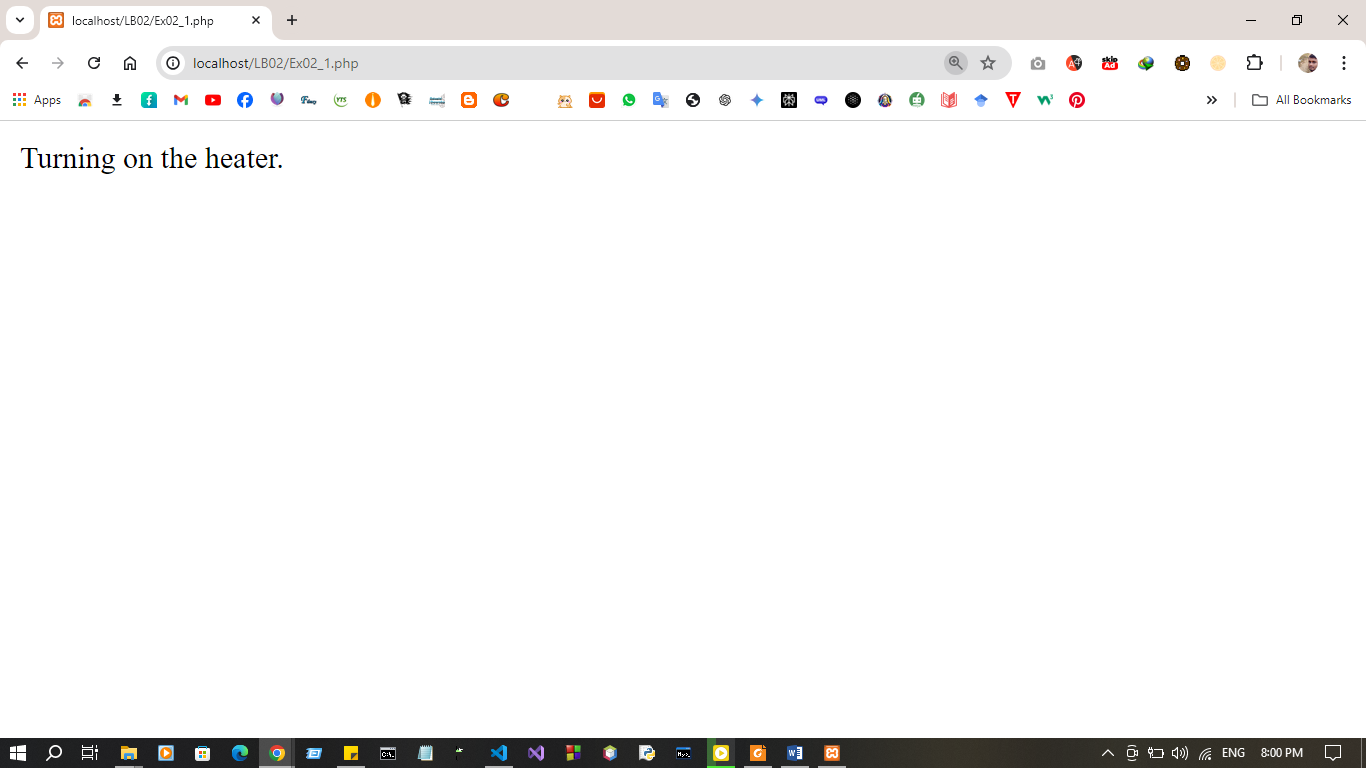 localhost/LB02/Ex02_1.php
localhost/LB02/Ex02_1.php
Apps
All Bookmarks
Turning on the heater.
ENG
8:00 PM